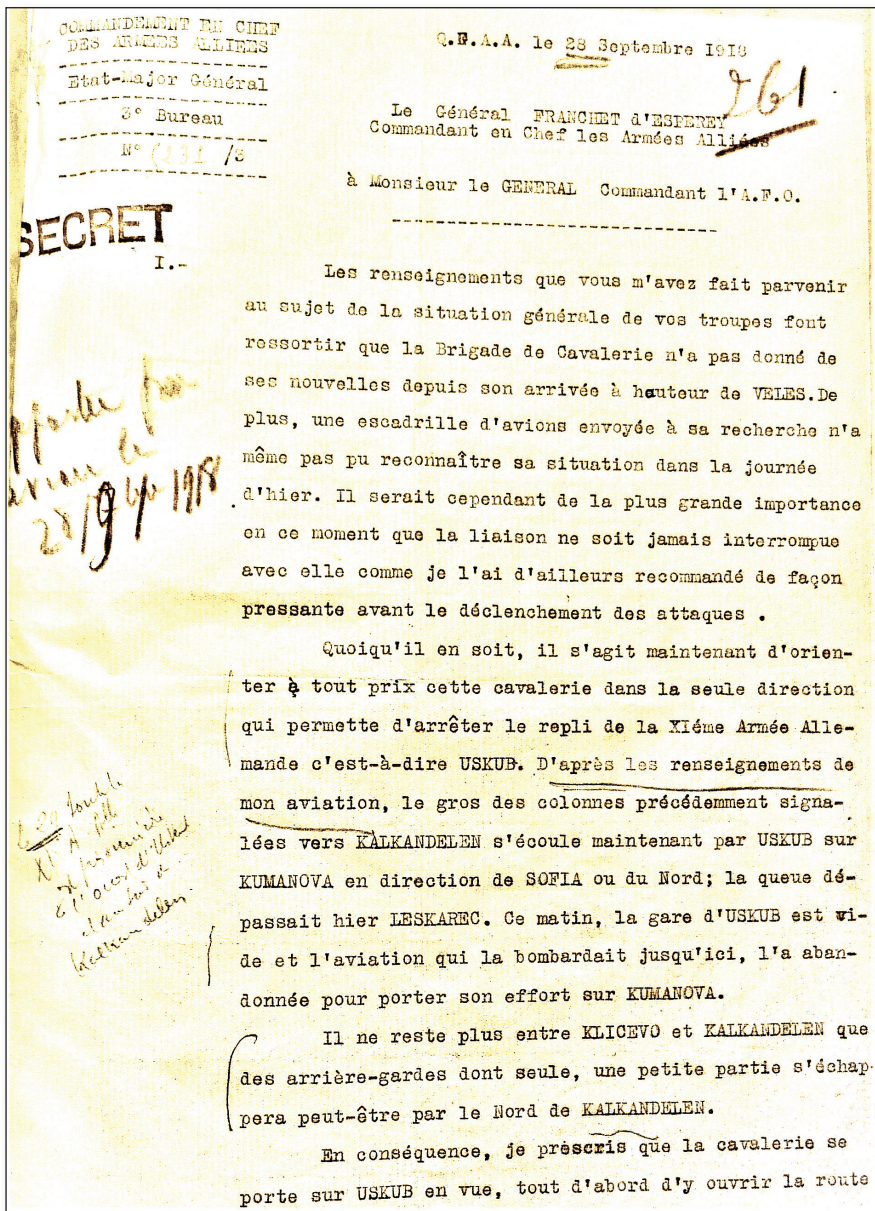 COMMANDEMENT EN CHEF
DES ARMEES ALLIEES
Etat-Major Général
3° Bureau
N° /3
SECRET
Q.F.A.A. le 28 Septembre 1918
261
Le Général FRANCHET d'ESPEREY
Commandant en Chef les Armées Alliées
à Monsieur le GENERAL Commandant l'A.F.O.
I.-
Les renseignements que vous m'avez fait parvenir
au sujet de la situation générale de vos troupes font
ressortir que la Brigade de Cavalerie n'a pas donné de
ses nouvelles depuis son arrivée à hauteur de VELES.De
plus, une escadrille d'avions envoyée à sa recherche n'a
même pas pu reconnaître sa situation dans la journée
d'hier. Il serait cependant de la plus grande importance
en ce moment que la liaison ne soit jamais interrompue
avec elle comme je l'ai d'ailleurs recommandé de façon
pressante avant le déclenchement des attaques .
28/9 1918
Quoiqu'il en soit, il s'agit maintenant d'orien-
ter à tout prix cette cavalerie dans la seule direction
qui permette d'arrêter le repli de la XIéme Armée Alle-
mande c'est-à-dire USKUB. D'après les renseignements de
mon aviation, le gros des colonnes précédemment signa-
lées vers KALKANDELEN s'écoule maintenant par USKUB sur
KUMANOVA en direction de SOFIA ou du Nord; la queue dé-
passait hier LESKAREC. Ce matin, la gare d'USKUB est vi-
de et l'aviation qui la bombardait jusqu'ici, l'a aban-
donnée pour porter son effort sur KUMANOVA.
Kalkandelen
Il ne reste plus entre KLICEVO et KALKANDELEN que
des arrière-gardes dont seule, une petite partie s'échap-
pera peut-être par le Nord de KALKANDELEN.
En conséquence, je prescris que la cavalerie se
porte sur USKUB en vue, tout d'abord d'y ouvrir la route